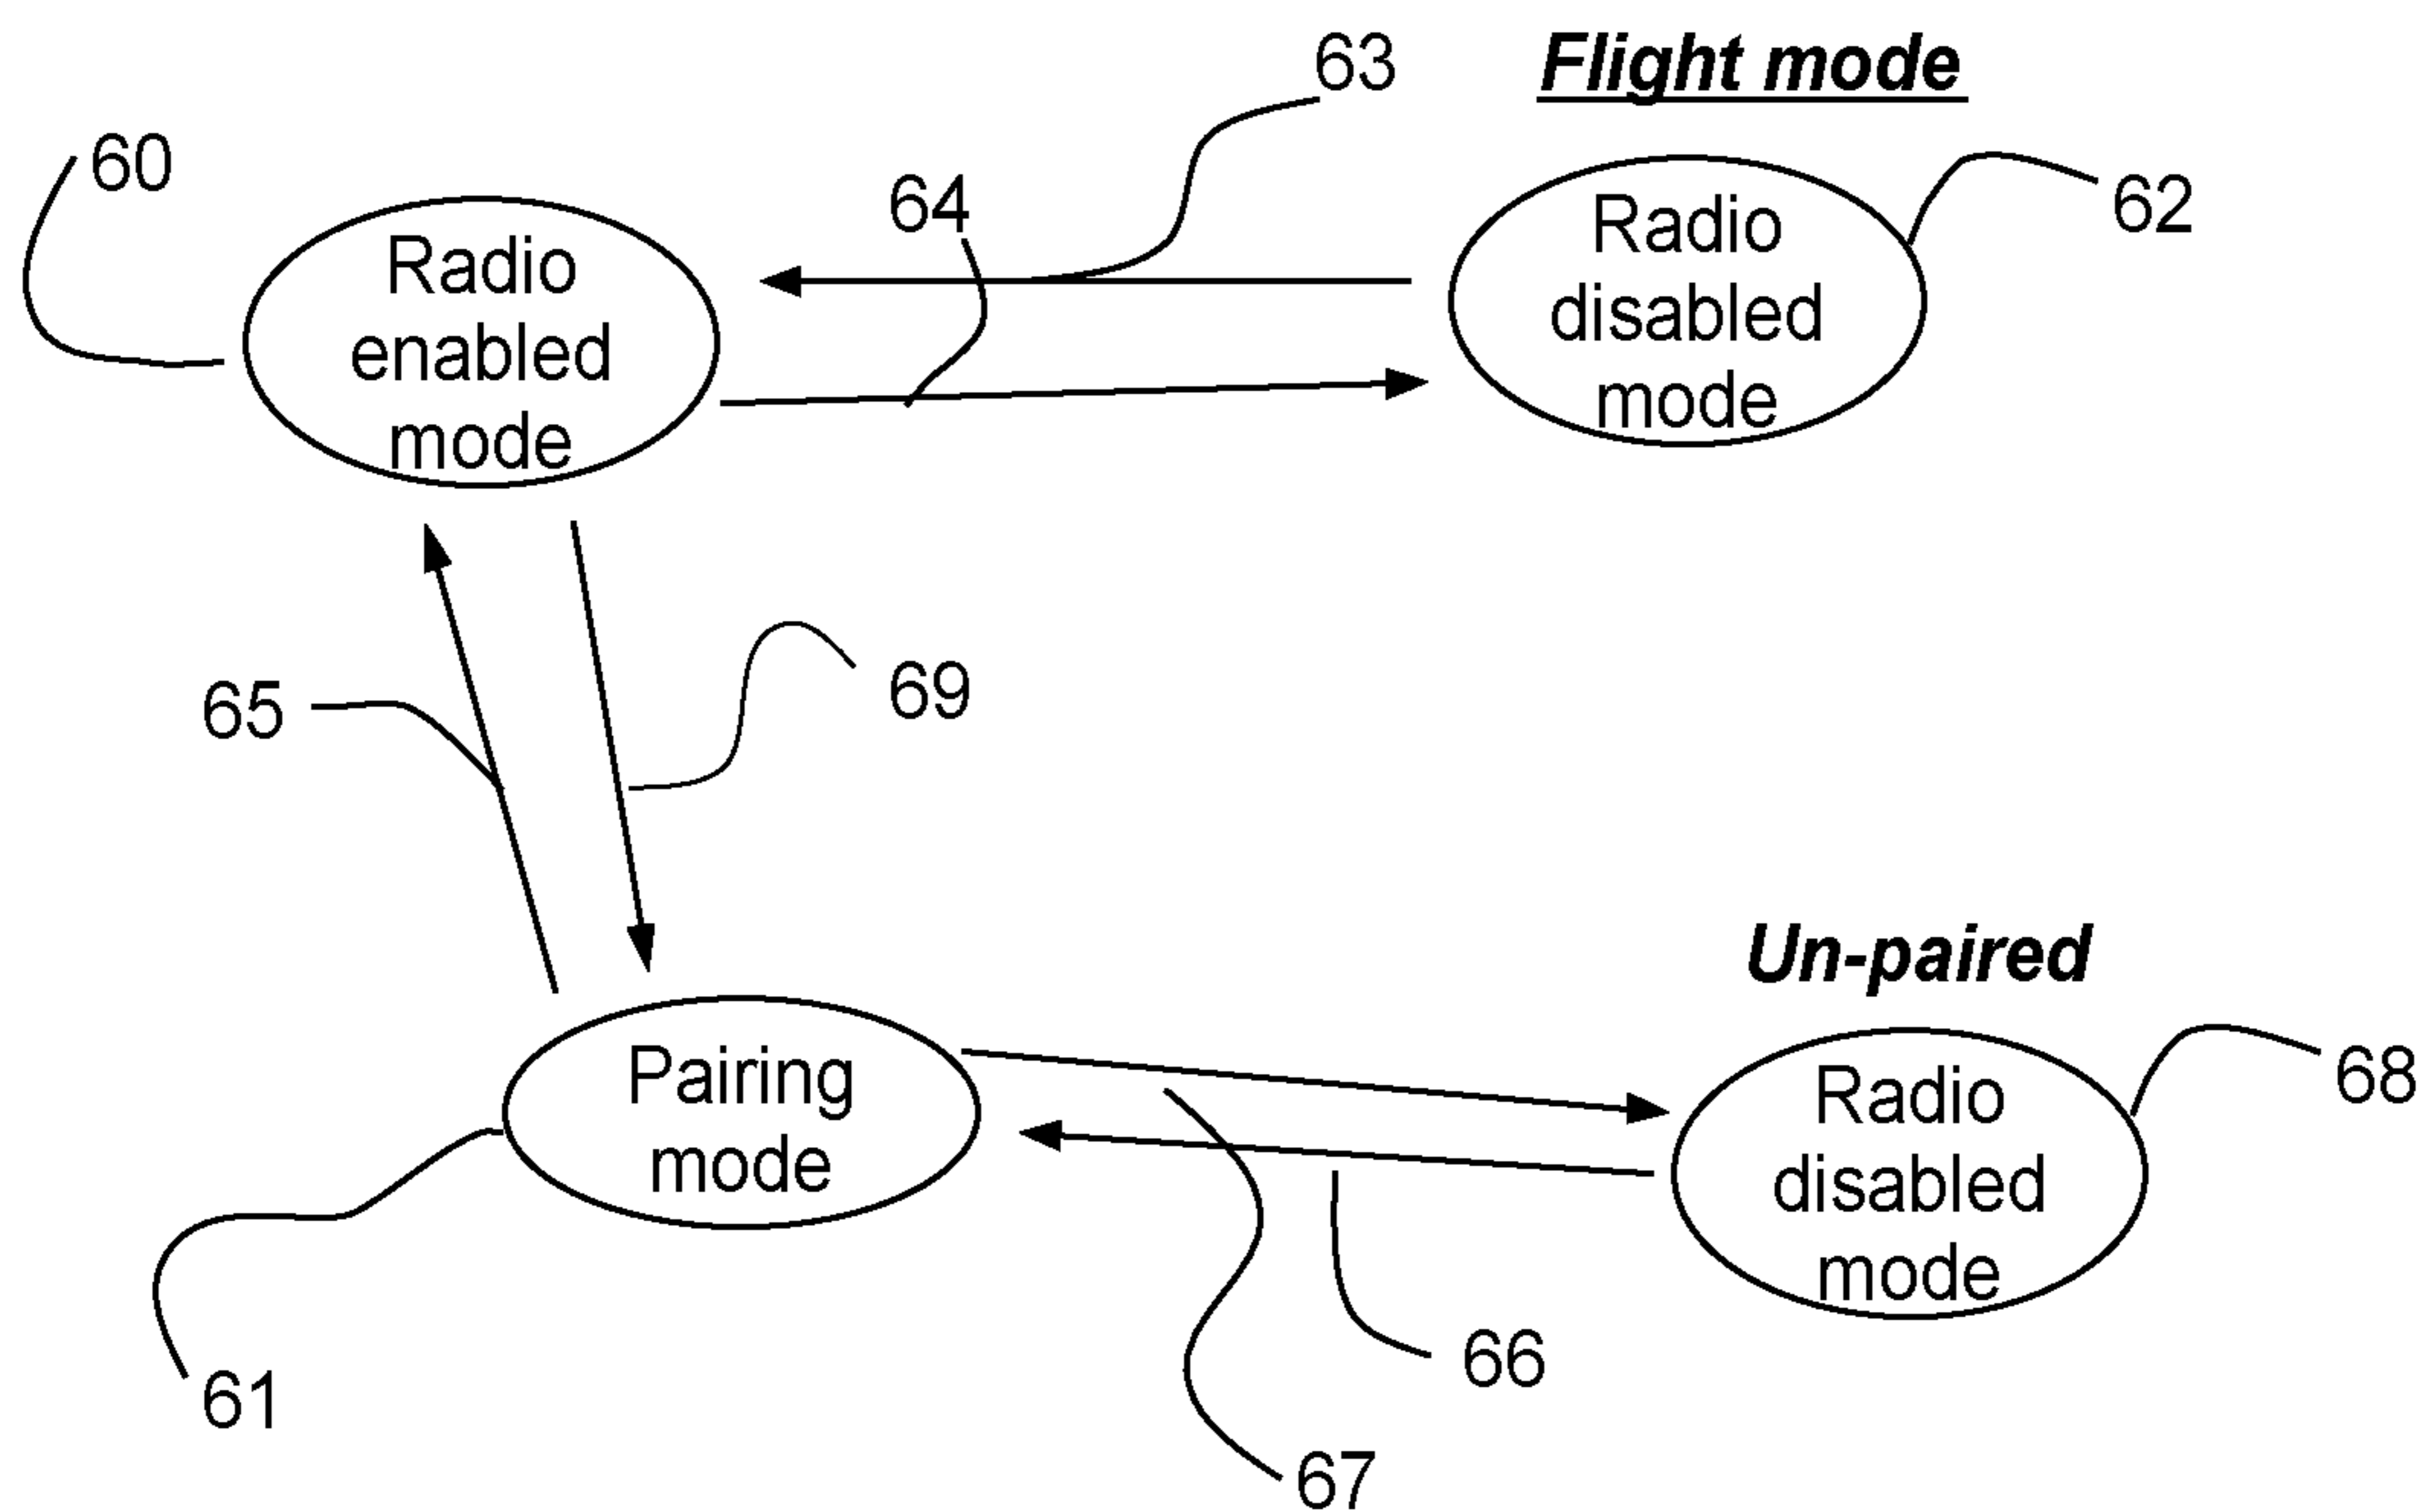 63
Flight mode
60
64
62
Radio
enabled
mode
Radio
disabled
mode
65
69
Un-paired
Pairing
mode
Radio
disabled
mode
68
61
66
67